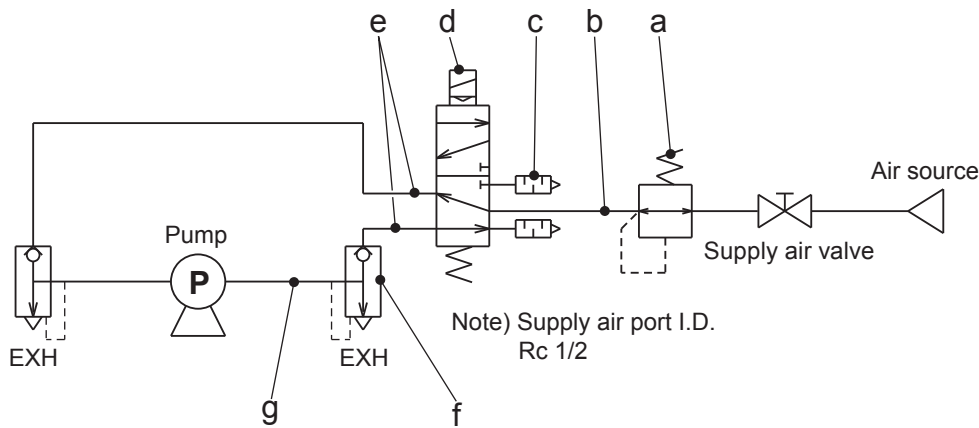 e
d
c
b
a
Air source
Pump
Supply air valve
P
Note) Supply air port I.D.
Rc 1/2
EXH
EXH
g
f